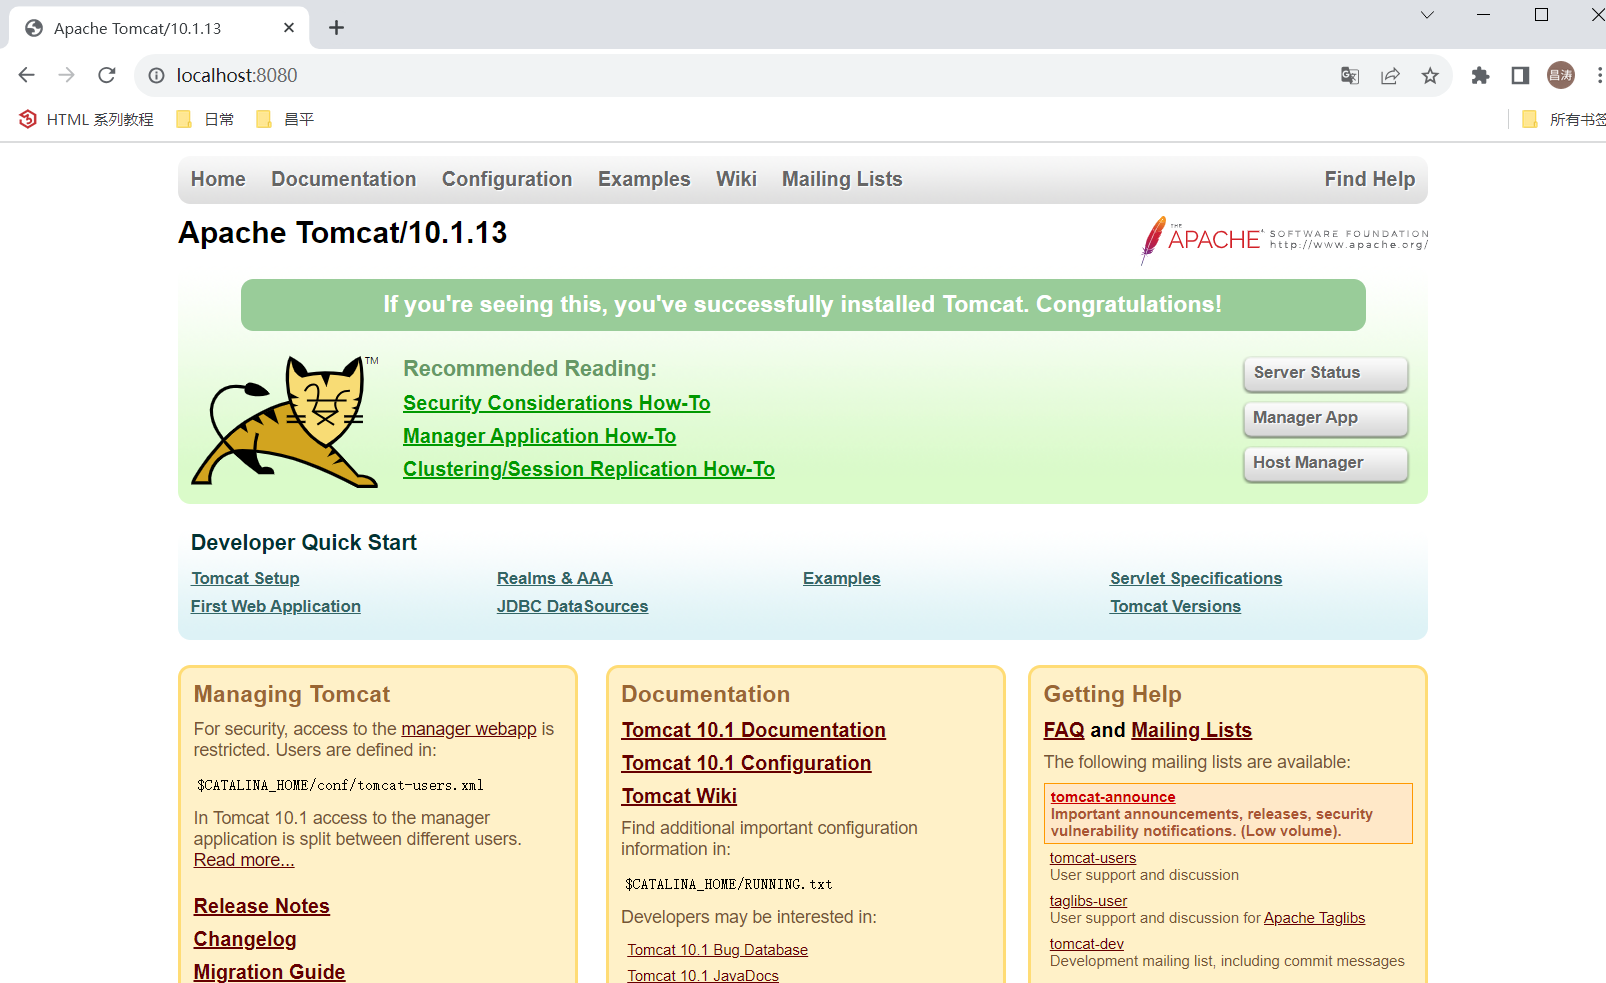 Apache Tomcat/10.1.13
localhost:8080
昌涛
HTML 系列教程 日常 昌平 所有书签
Home Documentation Configuration Examples Wiki Mailing Lists Find Help
Apache Tomcat/10.1.13
THE APACHE SOFTWARE FOUNDATION
http://www.apache.org/
If you're seeing this, you've successfully installed Tomcat. Congratulations!
TM
Recommended Reading:
Security Considerations How-To
Manager Application How-To
Clustering/Session Replication How-To
Server Status
Manager App
Host Manager
Developer Quick Start
Tomcat Setup
First Web Application
Realms & AAA
JDBC DataSources
Examples
Servlet Specifications
Tomcat Versions
Managing Tomcat
For security, access to the manager webapp is
restricted. Users are defined in:
$CATALINA_HOME/conf/tomcat-users.xml
In Tomcat 10.1 access to the manager
application is split between different users.
Read more...
Release Notes
Changelog
Migration Guide
Documentation
Tomcat 10.1 Documentation
Tomcat 10.1 Configuration
Tomcat Wiki
Find additional important configuration
information in:
$CATALINA_HOME/RUNNING.txt
Developers may be interested in:
Tomcat 10.1 Bug Database
Tomcat 10.1 JavaDocs
Getting Help
FAQ and Mailing Lists
The following mailing lists are available:
tomcat-announce
Important announcements, releases, security
vulnerability notifications. (Low volume).
tomcat-users
User support and discussion
taglibs-user
User support and discussion for Apache Taglibs
tomcat-dev
Development mailing list, including commit messages